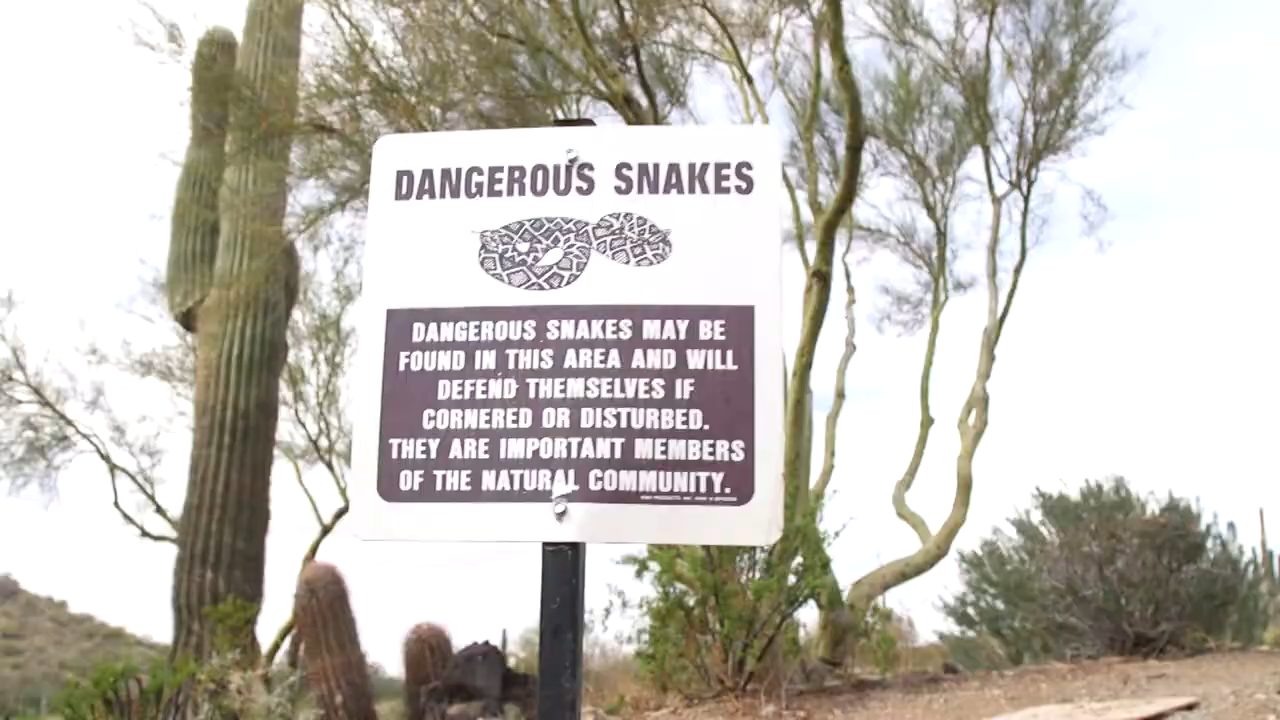 DANGEROUS SNAKES
DANGEROUS SNAKES MAY BE
FOUND IN THIS AREA AND WILL
DEFEND THEMSELVES IF
CORNERED OR DISTURBED.
THEY ARE IMPORTANT MEMBERS
OF THE NATURAL COMMUNITY.